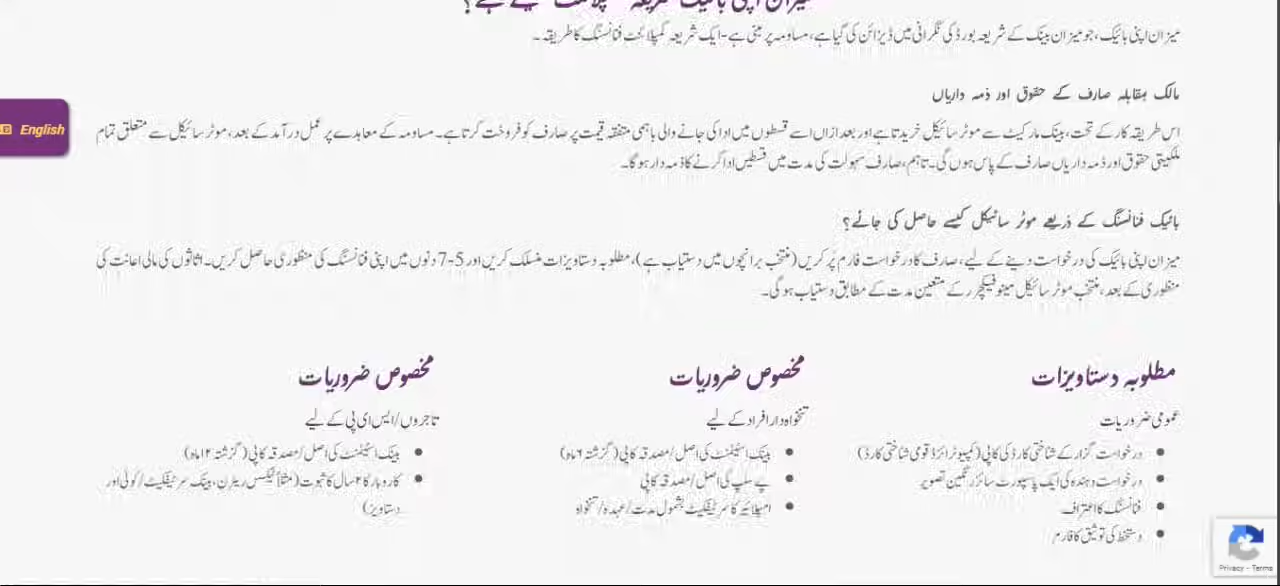 میزان اپنی بائیک شریعہ کمپلائنٹ کیسے ہے؟
میزان اپنی بائیک، جو میزان بینک کے شریعہ بورڈ کی نگرانی میں ڈیزائن کی گیا ہے، مساومہ پر مبنی ہے-ایک شریعہ کمپلائنٹ فنانسنگ کا طریقہ۔
مالک بمقابلہ صارف کے حقوق اور ذمہ داریاں
English
اس طریقہ کار کے تحت، بینک مارکیٹ سے موٹر سائیکل خریدتا ہے اور بعد ازاں اسے قسطوں میں ادا کی جانے والی باہمی متفقہ قیمت پر صارف کو فروخت کرتا ہے۔ مساومہ کے معاہدے پر عمل درآمد کے بعد، موٹر سائیکل سے متعلق تمام
ملکیتی حقوق اور ذمہ داریاں صارف کے پاس ہوں گی۔ تاہم، صارف سہولت کی مدت میں قسطیں ادا کرنے کا ذمہ دار ہوگا۔
بائیک فنانسنگ کے ذریعے موٹر سائیکل کیسے حاصل کی جائے؟
میزان اپنی بائیک کی درخواست دینے کے لیے، صارف کا درخواست فارم پُر کریں (منتخب برانچوں میں دستیاب ہے)، مطلوبہ دستاویزات منسلک کریں اور 5-7 دنوں میں اپنی فنانسنگ کی منظوری حاصل کریں۔ اثاثوں کی مالی اعانت کی
منظوری کے بعد، منتخب موٹر سائیکل مینوفیکچرر کے متعین مدت کے مطابق دستیاب ہوگی۔
مطلوبہ دستاویزات
عمومی ضروریات
درخواست گزار کے شناختی کارڈ کی کاپی (کمپیوٹرائزڈ قومی شناختی کارڈ)
درخواست دہندہ کی ایک پاسپورٹ سائز رنگین تصویر
فنانسنگ کا اعتراف
دستخط کی توثیق کا فارم
مخصوص ضروریات
تنخواہ دار افراد کے لیے
بینک اسٹیٹمنٹ کی اصل/مصدقہ کاپی (گزشتہ ۶ ماہ)
پے سلپ کی اصل/مصدقہ کاپی
امپلائیر کا سرٹیفکیٹ بشمول مدت/عہدہ/تنخواہ
مخصوص ضروریات
تاجروں/ایس ای پی کے لیے
بینک اسٹیٹمنٹ کی اصل/مصدقہ کاپی (گزشتہ ۱۲ ماہ)
کاروبار کا ۲ سال کا ثبوت (مثلاً ٹیکس ریٹرن، بینک سرٹیفکیٹ/کوئی اور
دستاویز)
Privacy - Terms